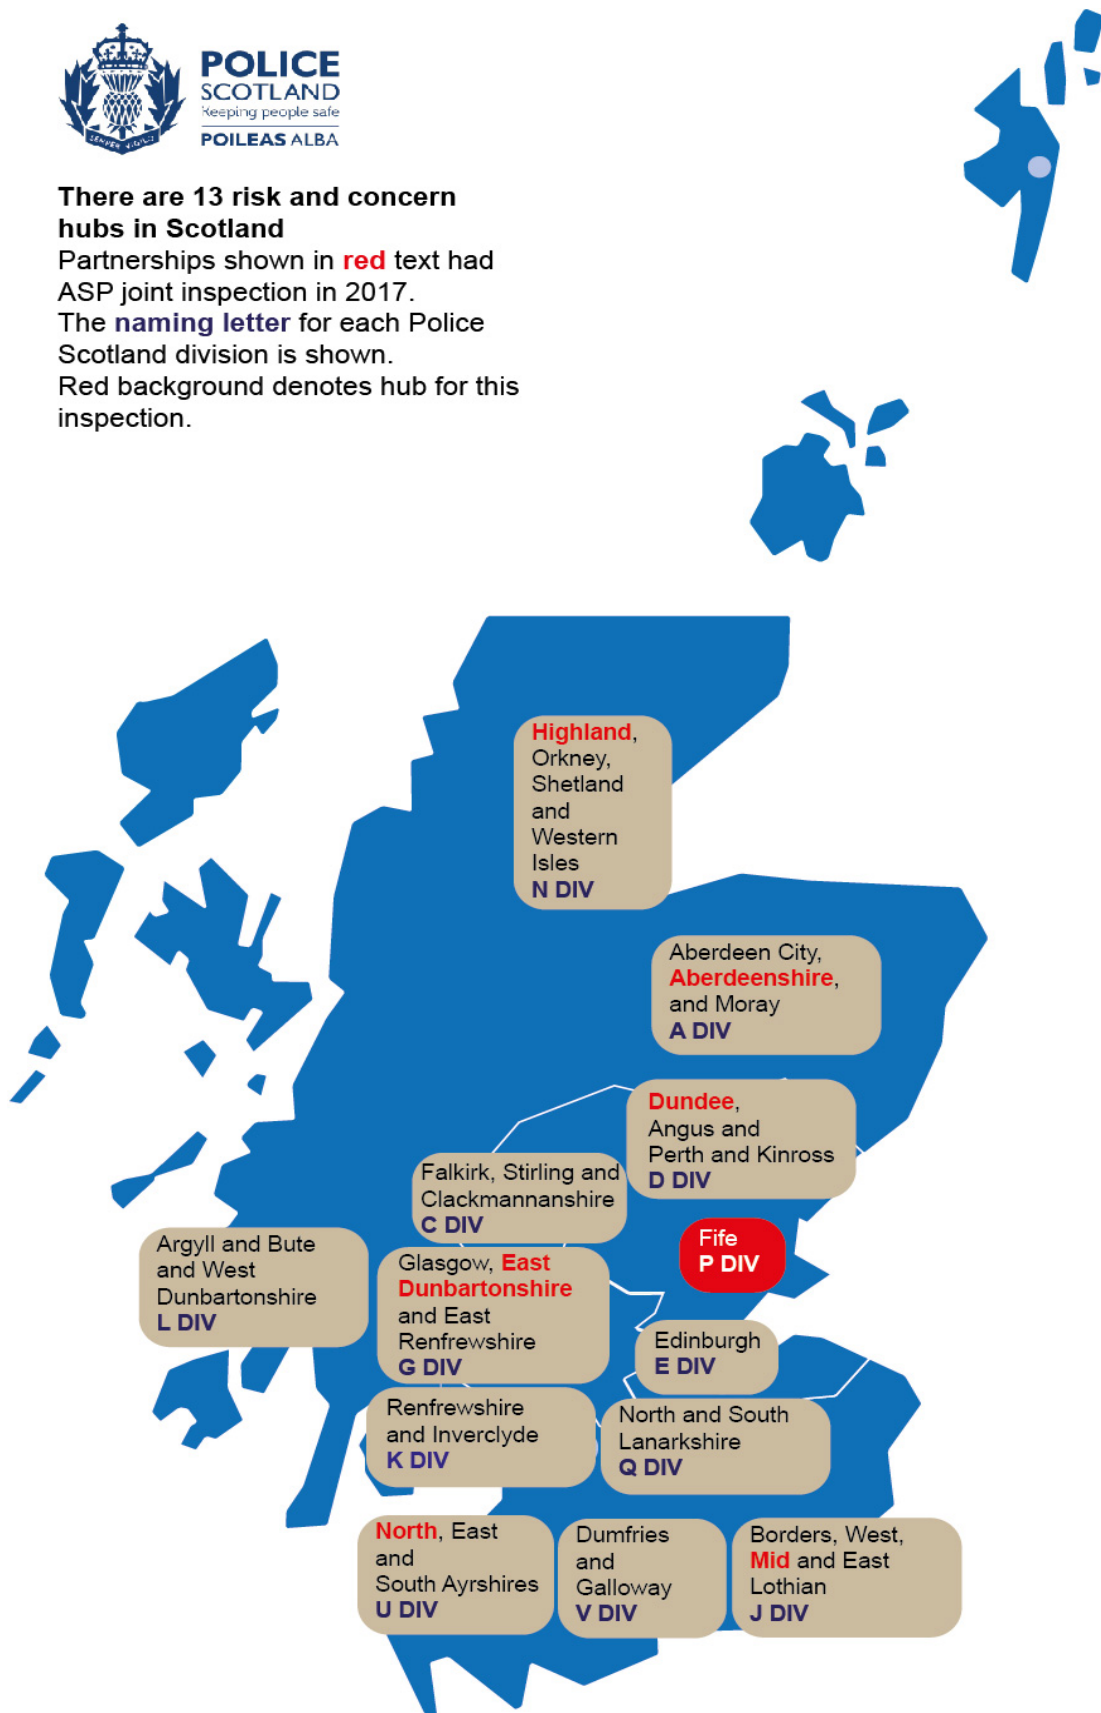 POLICE
SCOTLAND
Keeping people safe
POILEAS ALBA
SEMPER VIGILO
There are 13 risk and concern
hubs in Scotland
Partnerships shown in red text had
ASP joint inspection in 2017.
The naming letter for each Police
Scotland division is shown.
Red background denotes hub for this
inspection.
Highland,
Orkney,
Shetland
and
Western
Isles
N DIV
Aberdeen City,
Aberdeenshire,
and Moray
A DIV
Dundee,
Angus and
Perth and Kinross
D DIV
Falkirk, Stirling and
Clackmannanshire
C DIV
Fife
P DIV
Argyll and Bute
and West
Dunbartonshire
L DIV
Glasgow, East
Dunbartonshire
and East
Renfrewshire
G DIV
Edinburgh
E DIV
Renfrewshire
and Inverclyde
K DIV
North and South
Lanarkshire
Q DIV
North, East
and
South Ayrshires
U DIV
Dumfries
and
Galloway
V DIV
Borders, West,
Mid and East
Lothian
J DIV